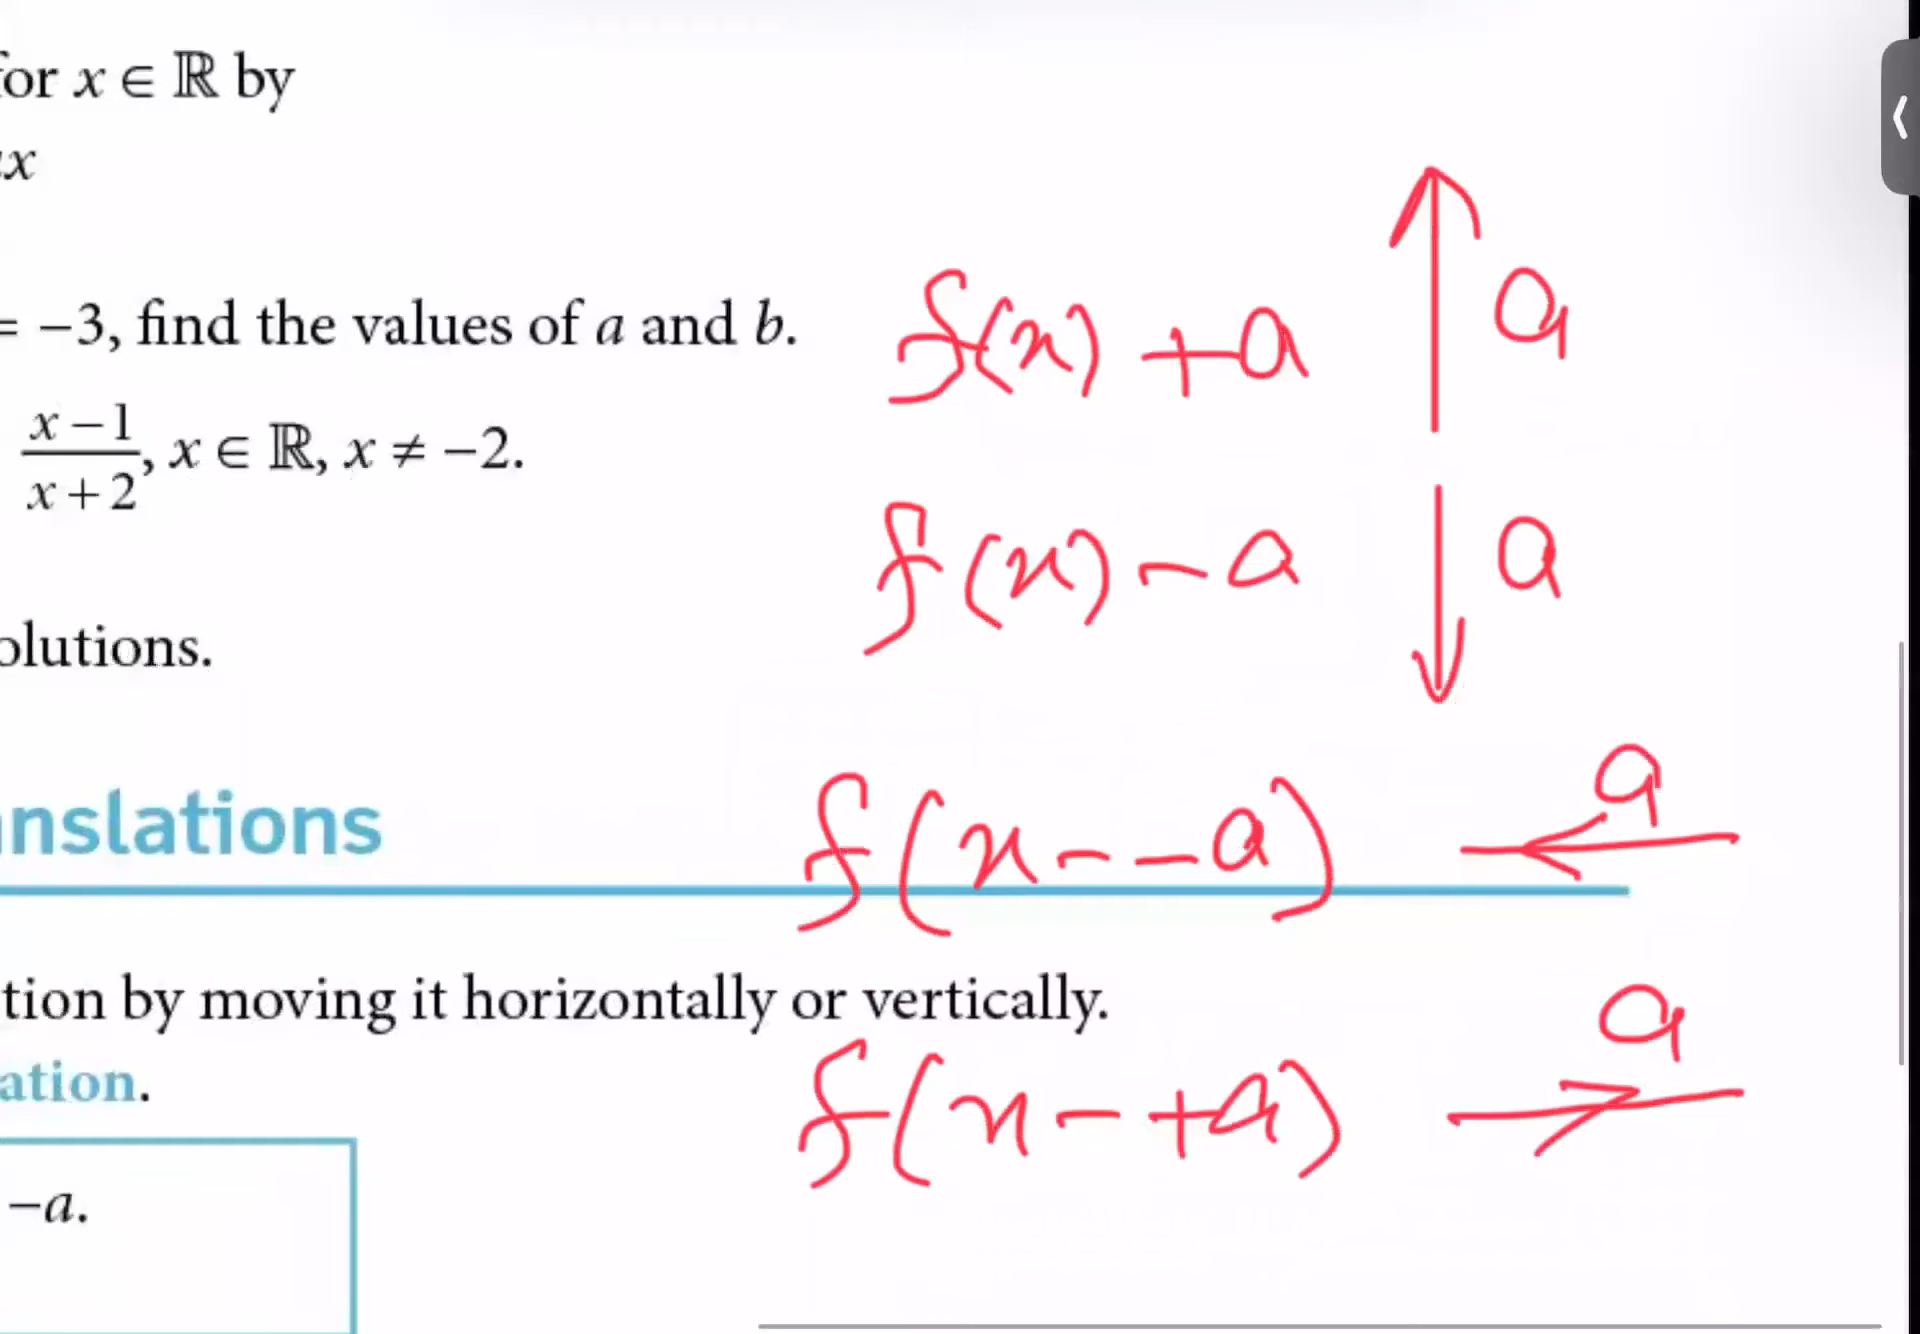 for x ∈ ℝ by
x
f(x) + a ↑ a
= −3, find the values of a and b.
x − 1 / x + 2, x ∈ ℝ, x ≠ −2.
f(x) − a ↓ a
olutions.
nslations
f(x − − a) ← a
tion by moving it horizontally or vertically.
ation.
f(x − + a) → a
−a.